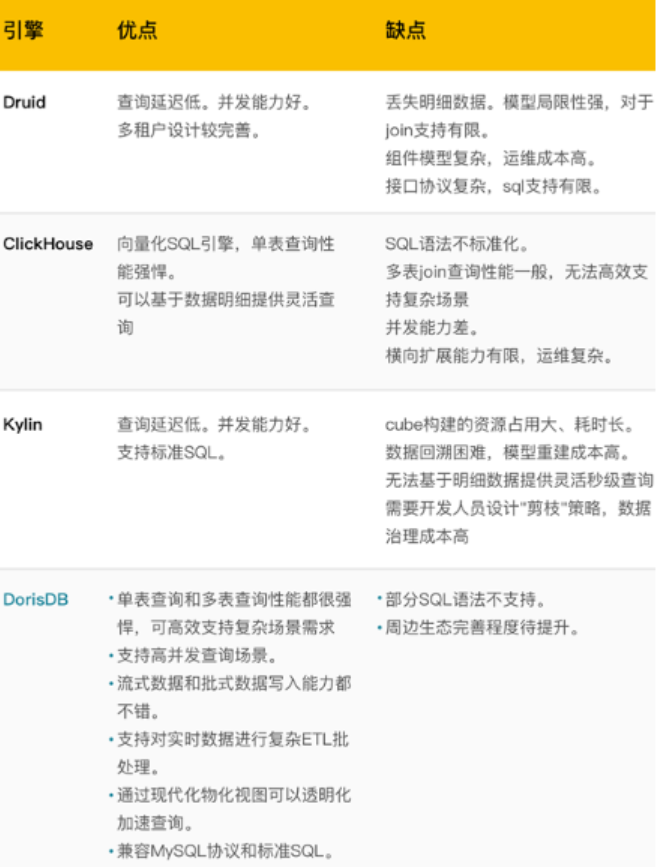 引擎 优点 缺点
Druid 查询延迟低。并发能力好。 丢失明细数据。模型局限性强，对于
多租户设计较完善。 join支持有限。
组件模型复杂，运维成本高。
接口协议复杂，sql支持有限。
ClickHouse 向量化SQL引擎，单表查询性 SQL语法不标准化。
能强悍。 多表join查询性能一般，无法高效支
可以基于数据明细提供灵活查 持复杂场景
询 并发能力差。
横向扩展能力有限，运维复杂。
Kylin 查询延迟低。并发能力好。 cube构建的资源占用大、耗时长。
支持标准SQL。 数据回溯困难，模型重建成本高。
无法基于明细数据提供灵活秒级查询
需要开发人员设计"剪枝"策略，数据
治理成本高
DorisDB •单表查询和多表查询性能都很强 •部分SQL语法不支持。
悍，可高效支持复杂场景需求 •周边生态完善程度待提升。
•支持高并发查询场景。
•流式数据和批式数据写入能力都
不错。
•支持对实时数据进行复杂ETL批
处理。
•通过现代化物化视图可以透明化
加速查询。
•兼容MySQL协议和标准SQL。